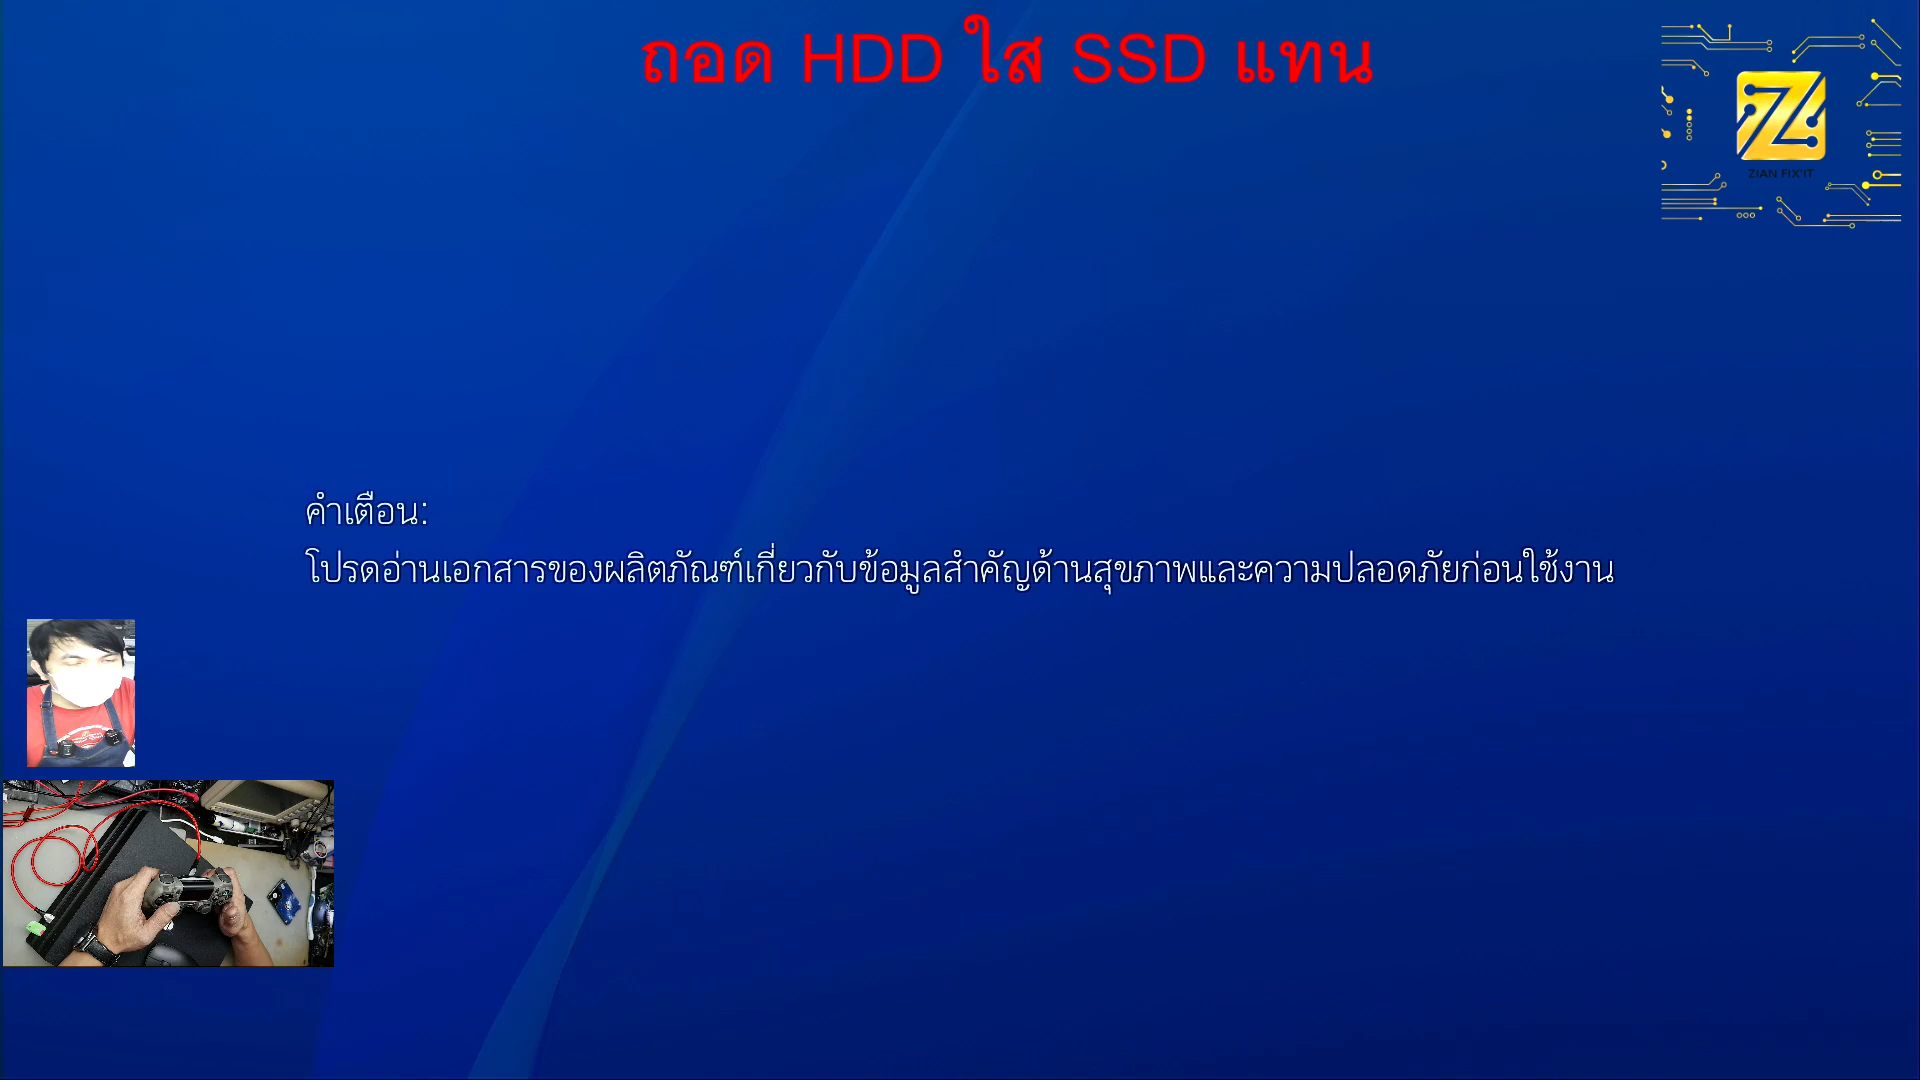 ถอด HDD ใส SSD แทน
ZIAN FIX'IT
คำเตือน:
โปรดอ่านเอกสารของผลิตภัณฑ์เกี่ยวกับข้อมูลสำคัญด้านสุขภาพและความปลอดภัยก่อนใช้งาน